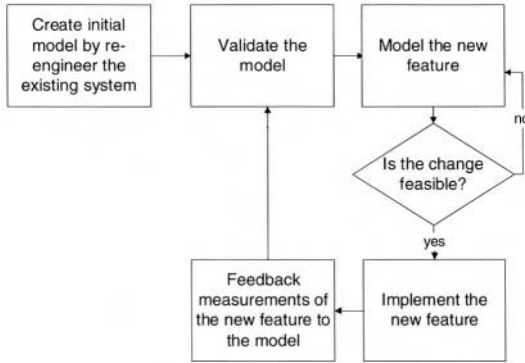 Create initial
model by re-
engineer the
existing system
Validate the
model
Model the new
feature
no
Is the change
feasible?
yes
Feedback
measurements of
the new feature to
the model
Implement the
new feature